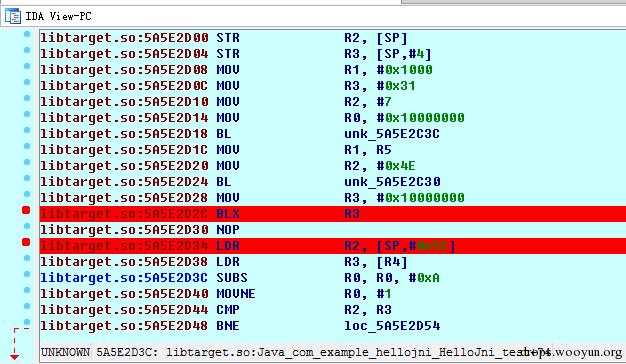 IDA View-PC
libtarget.so:5A5E2D00 STR R2, [SP]
libtarget.so:5A5E2D04 STR R3, [SP,#4]
libtarget.so:5A5E2D08 MOV R1, #0x1000
libtarget.so:5A5E2D0C MOV R3, #0x31
libtarget.so:5A5E2D10 MOV R2, #7
libtarget.so:5A5E2D14 MOV R0, #0x10000000
libtarget.so:5A5E2D18 BL unk_5A5E2C3C
libtarget.so:5A5E2D1C MOV R1, R5
libtarget.so:5A5E2D20 MOV R2, #0x4E
libtarget.so:5A5E2D24 BL unk_5A5E2C30
libtarget.so:5A5E2D28 MOV R3, #0x10000000
libtarget.so:5A5E2D2C BLX R3
libtarget.so:5A5E2D30 NOP
libtarget.so:5A5E2D34 LDR R2, [SP,#0x5C]
libtarget.so:5A5E2D38 LDR R3, [R4]
libtarget.so:5A5E2D3C SUBS R0, R0, #0xA
libtarget.so:5A5E2D40 MOVNE R0, #1
libtarget.so:5A5E2D44 CMP R2, R3
libtarget.so:5A5E2D48 BNE loc_5A5E2D54
UNKNOWN 5A5E2D3C: libtarget.so:Java_com_example_hellojni_HelloJni_test+74
wooyun.org